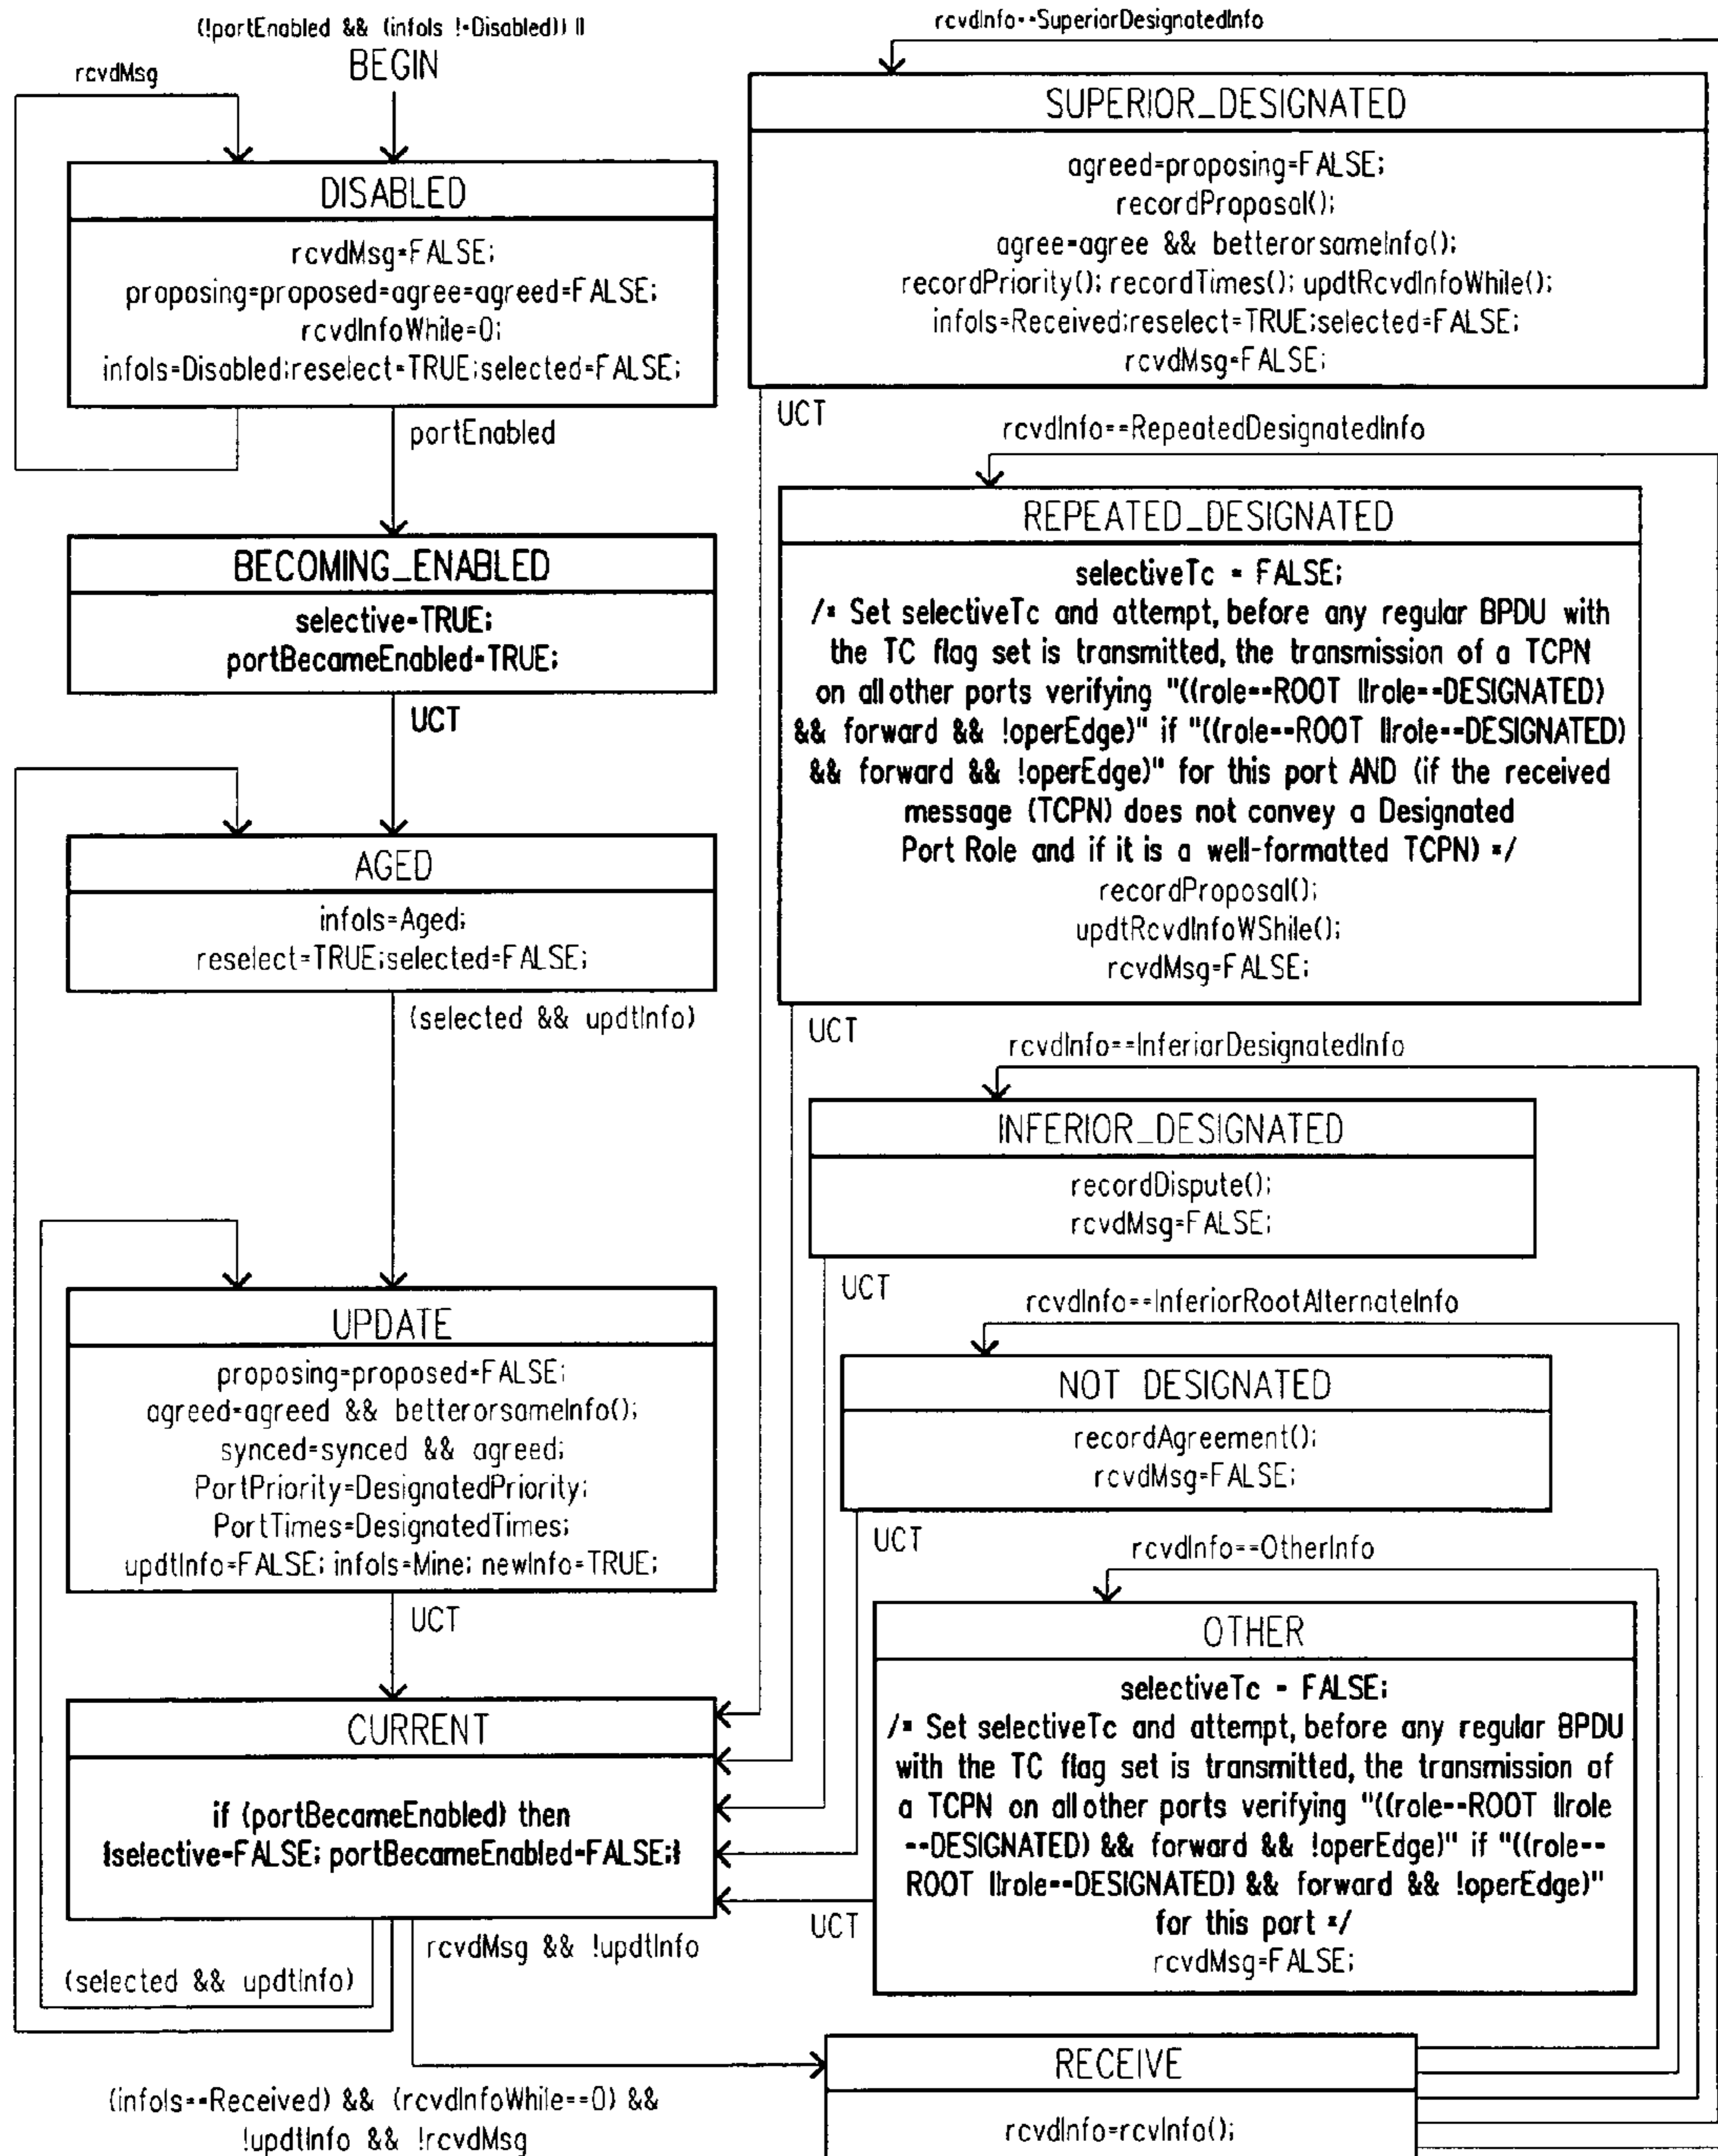 (!portEnabled && (infoIs !=Disabled)) ||
BEGIN
rcvdMsg
DISABLED
rcvdMsg=FALSE;
proposing=proposed=agree=agreed=FALSE;
rcvdInfoWhile=0;
infoIs=Disabled;reselect=TRUE;selected=FALSE;
portEnabled
BECOMING_ENABLED
selective=TRUE;
portBecameEnabled=TRUE;
UCT
AGED
infoIs=Aged;
reselect=TRUE;selected=FALSE;
(selected && updtInfo)
UPDATE
proposing=proposed=FALSE;
agreed=agreed && betterorsameInfo();
synced=synced && agreed;
PortPriority=DesignatedPriority;
PortTimes=DesignatedTimes;
updtInfo=FALSE; infoIs=Mine; newInfo=TRUE;
UCT
CURRENT
if (portBecameEnabled) then
{selective=FALSE; portBecameEnabled=FALSE;}
(selected && updtInfo)
rcvdMsg && !updtInfo
(infoIs==Received) && (rcvdInfoWhile==0) &&
!updtInfo && !rcvdMsg
rcvdInfo==SuperiorDesignatedInfo
SUPERIOR_DESIGNATED
agreed=proposing=FALSE;
recordProposal();
agree=agree && betterorsameInfo();
recordPriority(); recordTimes(); updtRcvdInfoWhile();
infoIs=Received;reselect=TRUE;selected=FALSE;
rcvdMsg=FALSE;
UCT
rcvdInfo==RepeatedDesignatedInfo
REPEATED_DESIGNATED
selectiveTc = FALSE;
/* Set selectiveTc and attempt, before any regular BPDU with
the TC flag set is transmitted, the transmission of a TCPN
on all other ports verifying "((role==ROOT ||role==DESIGNATED)
&& forward && !operEdge)" if "((role==ROOT ||role==DESIGNATED)
&& forward && !operEdge)" for this port AND (if the received
message (TCPN) does not convey a Designated
Port Role and if it is a well-formatted TCPN) */
recordProposal();
updtRcvdInfoWShile();
rcvdMsg=FALSE;
UCT
rcvdInfo==InferiorDesignatedInfo
INFERIOR_DESIGNATED
recordDispute();
rcvdMsg=FALSE;
UCT
rcvdInfo==InferiorRootAlternateInfo
NOT DESIGNATED
recordAgreement();
rcvdMsg=FALSE;
UCT
rcvdInfo==OtherInfo
OTHER
selectiveTc = FALSE;
/* Set selectiveTc and attempt, before any regular BPDU
with the TC flag set is transmitted, the transmission of
a TCPN on all other ports verifying "((role==ROOT ||role
==DESIGNATED) && forward && !operEdge)" if "((role==
ROOT ||role==DESIGNATED) && forward && !operEdge)"
for this port */
rcvdMsg=FALSE;
UCT
RECEIVE
rcvdInfo=rcvInfo();